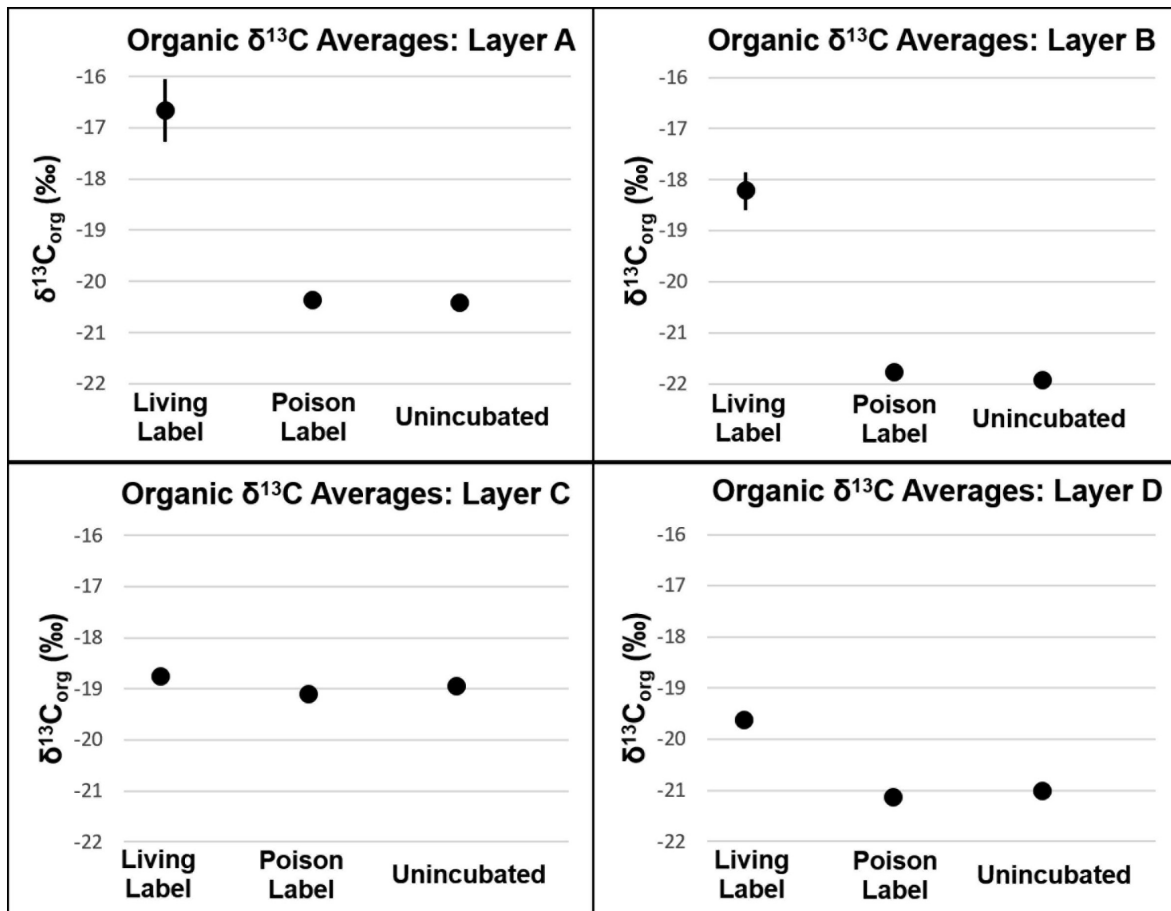 Organic δ¹³C Averages: Layer A
-16
-17
-18
-19
-20
-21
-22
δ¹³Corg (‰)
Living Label
Poison Label
Unincubated
Organic δ¹³C Averages: Layer B
-16
-17
-18
-19
-20
-21
-22
δ¹³Corg (‰)
Living Label
Poison Label
Unincubated
Organic δ¹³C Averages: Layer C
-16
-17
-18
-19
-20
-21
-22
δ¹³Corg (‰)
Living Label
Poison Label
Unincubated
Organic δ¹³C Averages: Layer D
-16
-17
-18
-19
-20
-21
-22
δ¹³Corg (‰)
Living Label
Poison Label
Unincubated